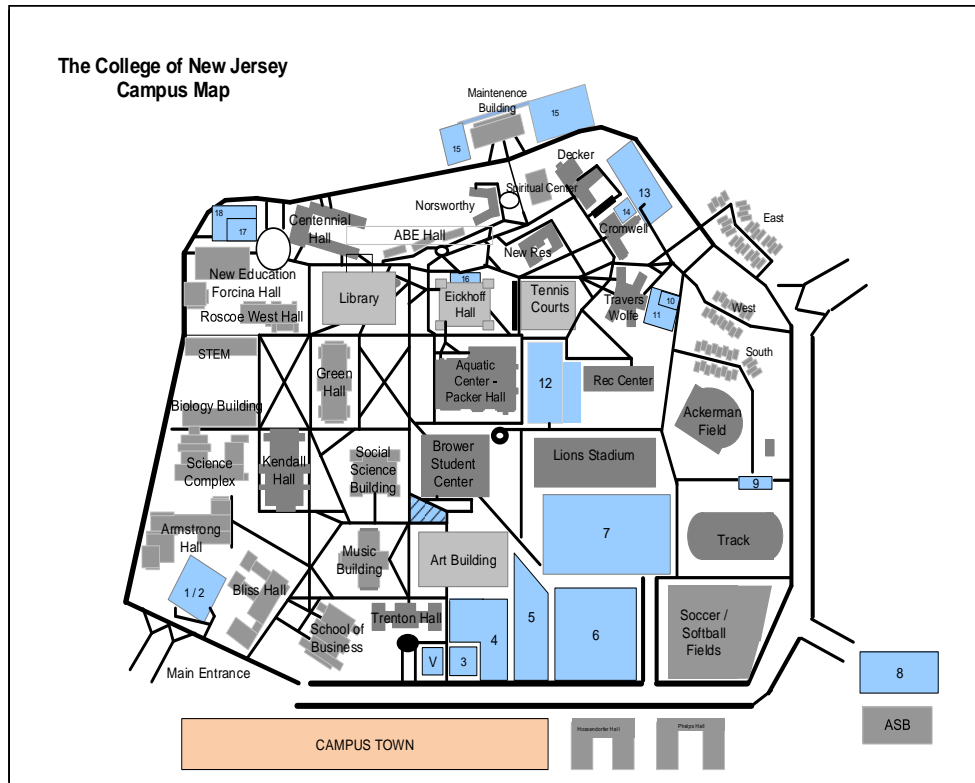 The College of New Jersey
Campus Map
Maintenence
Building
15
15
Decker
Spiritual Center
13
14
Norsworthy
Cromwell
East
18
17
Centennial
Hall
ABE Hall
New Res
New Education
Forcina Hall
Library
16
Eickhoff
Hall
Tennis
Courts
Travers
Wolfe
10
11
West
Roscoe West Hall
STEM
Green
Hall
Aquatic
Center -
Packer Hall
12
Rec Center
South
Biology Building
Ackerman
Field
Science
Complex
Kendall
Hall
Social
Science
Building
Brower
Student
Center
Lions Stadium
9
Armstrong
Hall
Music
Building
Art Building
7
Track
1 / 2
Bliss Hall
School of
Business
Trenton Hall
4
5
6
Soccer /
Softball
Fields
V
3
8
Main Entrance
ASB
CAMPUS TOWN
Phelps Hall